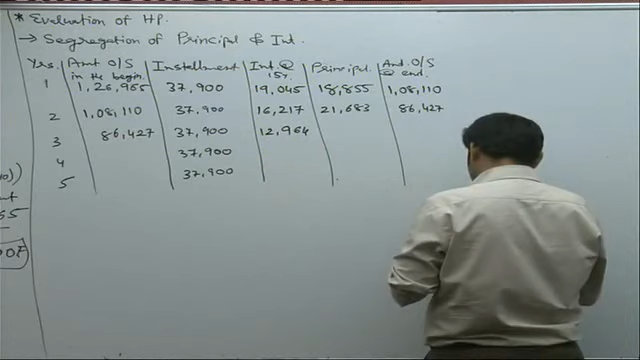 * Evaluation of HP.
→ Segregation of Principal & Int.
Yrs. Amt O/S in the begin. Installment Int @ 15%. Principal. Amt. O/S @ end.
1 1,26,965 37,900 19,045 18,855 1,08,110
2 1,08,110 37,900 16,217 21,683 86,427
3 86,427 37,900 12,964
4 37,900
5 37,900